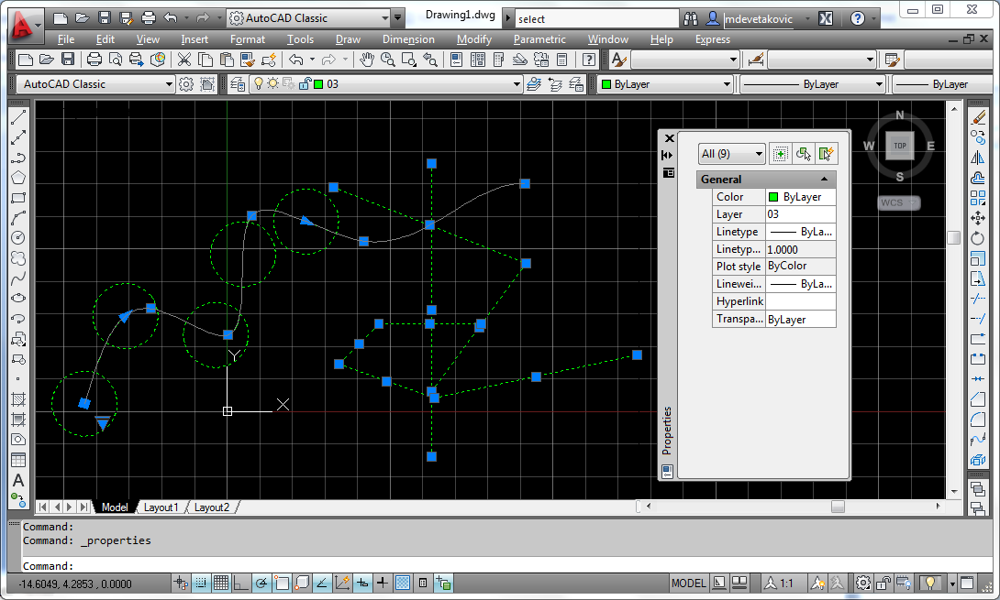 AutoCAD Classic
Drawing1.dwg
select
mdevetakovic
File Edit View Insert Format Tools Draw Dimension Modify Parametric Window Help Express
AutoCAD Classic
03
ByLayer
ByLayer
ByLayer
N
W TOP E
S
WCS
All (9)
General
Color ByLayer
Layer 03
Linetype ByLa...
Linetyp... 1.0000
Plot style ByColor
Linewei... ByLa...
Hyperlink
Transpa... ByLayer
Properties
Y
X
A
Model Layout1 Layout2
Command:
Command: _properties
Command:
-14.6049, 4.2853 , 0.0000
MODEL
1:1